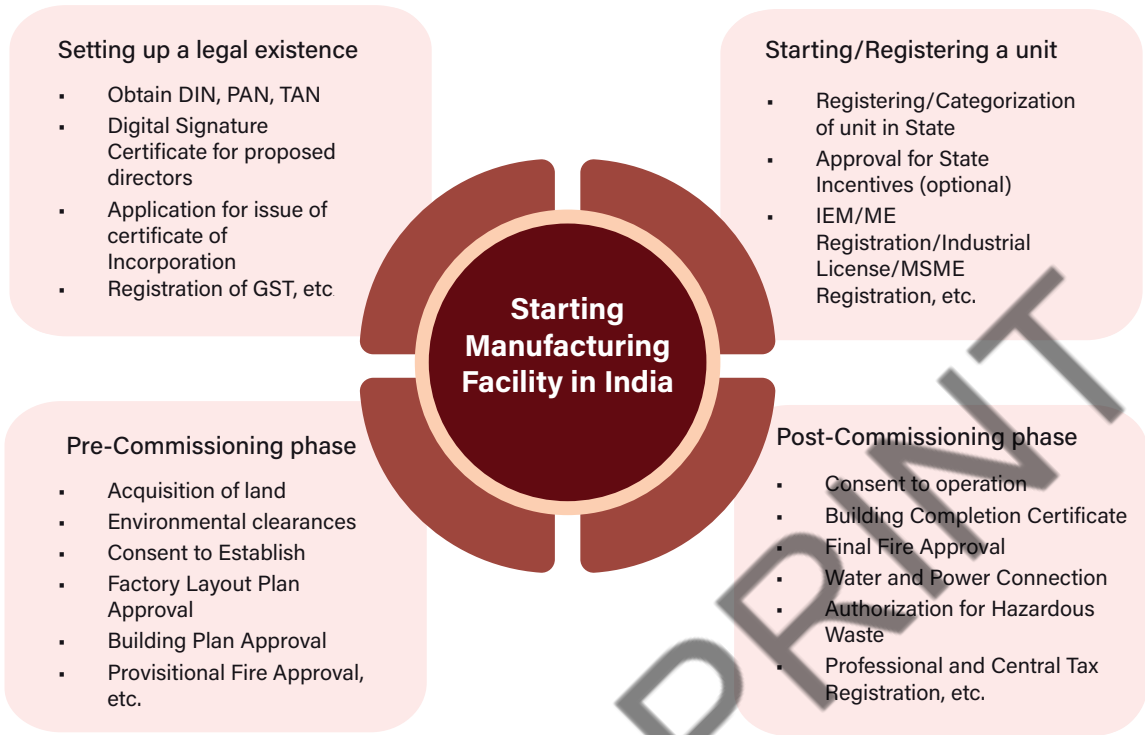 Setting up a legal existence
▪ Obtain DIN, PAN, TAN
▪ Digital Signature
Certificate for proposed
directors
▪ Application for issue of
certificate of
Incorporation
▪ Registration of GST, etc
Starting/Registering a unit
▪ Registering/Categorization
of unit in State
▪ Approval for State
Incentives (optional)
▪ IEM/ME
Registration/Industrial
License/MSME
Registration, etc.
Starting
Manufacturing
Facility in India
Pre-Commissioning phase
▪ Acquisition of land
▪ Environmental clearances
▪ Consent to Establish
▪ Factory Layout Plan
Approval
▪ Building Plan Approval
▪ Provisitional Fire Approval,
etc.
Post-Commissioning phase
▪ Consent to operation
▪ Building Completion Certificate
▪ Final Fire Approval
▪ Water and Power Connection
▪ Authorization for Hazardous
Waste
▪ Professional and Central Tax
Registration, etc.
PRINT